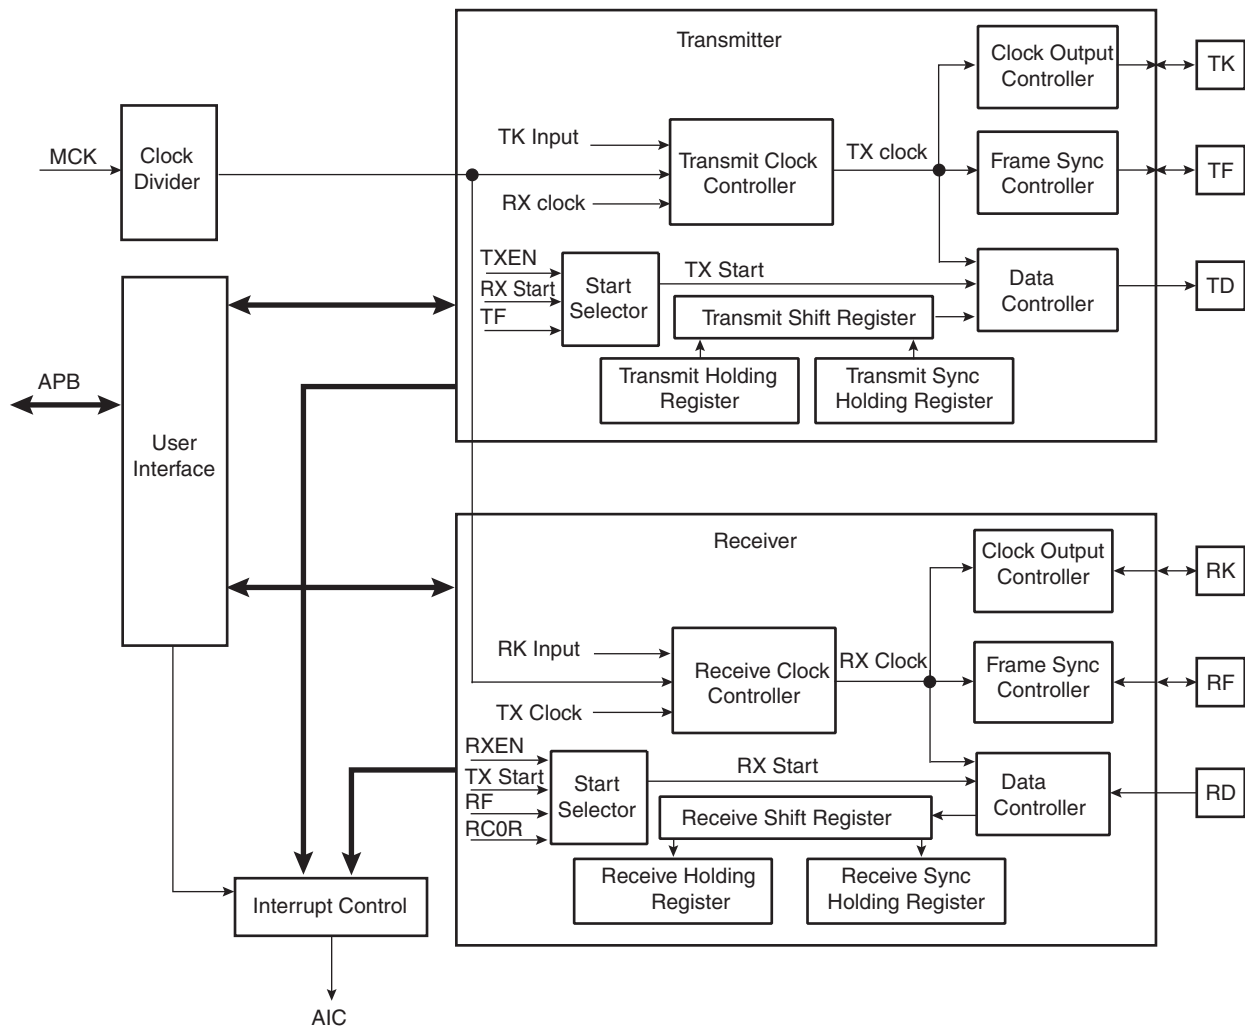 Transmitter
Clock Output
Controller
TK
MCK
Clock
Divider
TK Input
Transmit Clock
Controller
TX clock
Frame Sync
Controller
TF
RX clock
TXEN
RX Start
TF
Start
Selector
TX Start
Data
Controller
TD
Transmit Shift Register
Transmit Holding
Register
Transmit Sync
Holding Register
APB
User
Interface
Receiver
Clock Output
Controller
RK
RK Input
Receive Clock
Controller
RX Clock
Frame Sync
Controller
RF
TX Clock
RXEN
TX Start
RF
RC0R
Start
Selector
RX Start
Data
Controller
RD
Receive Shift Register
Receive Holding
Register
Receive Sync
Holding Register
Interrupt Control
AIC